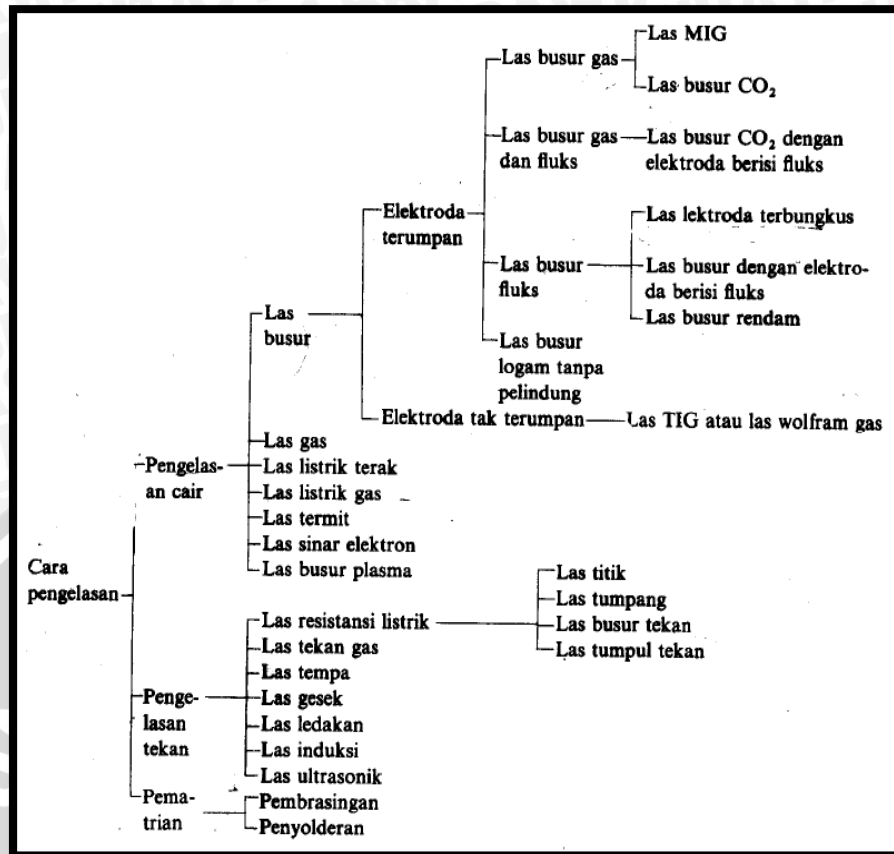 Las MIG
Las busur gas
Las busur CO₂
Las busur gas
dan fluks
Las busur CO₂ dengan
elektroda berisi fluks
Elektroda
terumpan
Las lektroda terbungkus
Las busur
fluks
Las busur dengan elektro-
da berisi fluks
Las busur rendam
Las
busur
Las busur
logam tanpa
pelindung
Elektroda tak terumpan
Las TIG atau las wolfram gas
Pengelas-
an cair
Las gas
Las listrik terak
Las listrik gas
Las termit
Las sinar elektron
Las busur plasma
Cara
pengelasan
Las titik
Las tumpang
Las busur tekan
Las tumpul tekan
Las resistansi listrik
Las tekan gas
Las tempa
Las gesek
Las ledakan
Las induksi
Las ultrasonik
Penge-
lasan
tekan
Pema-
trian
Pembrasingan
Penyolderan